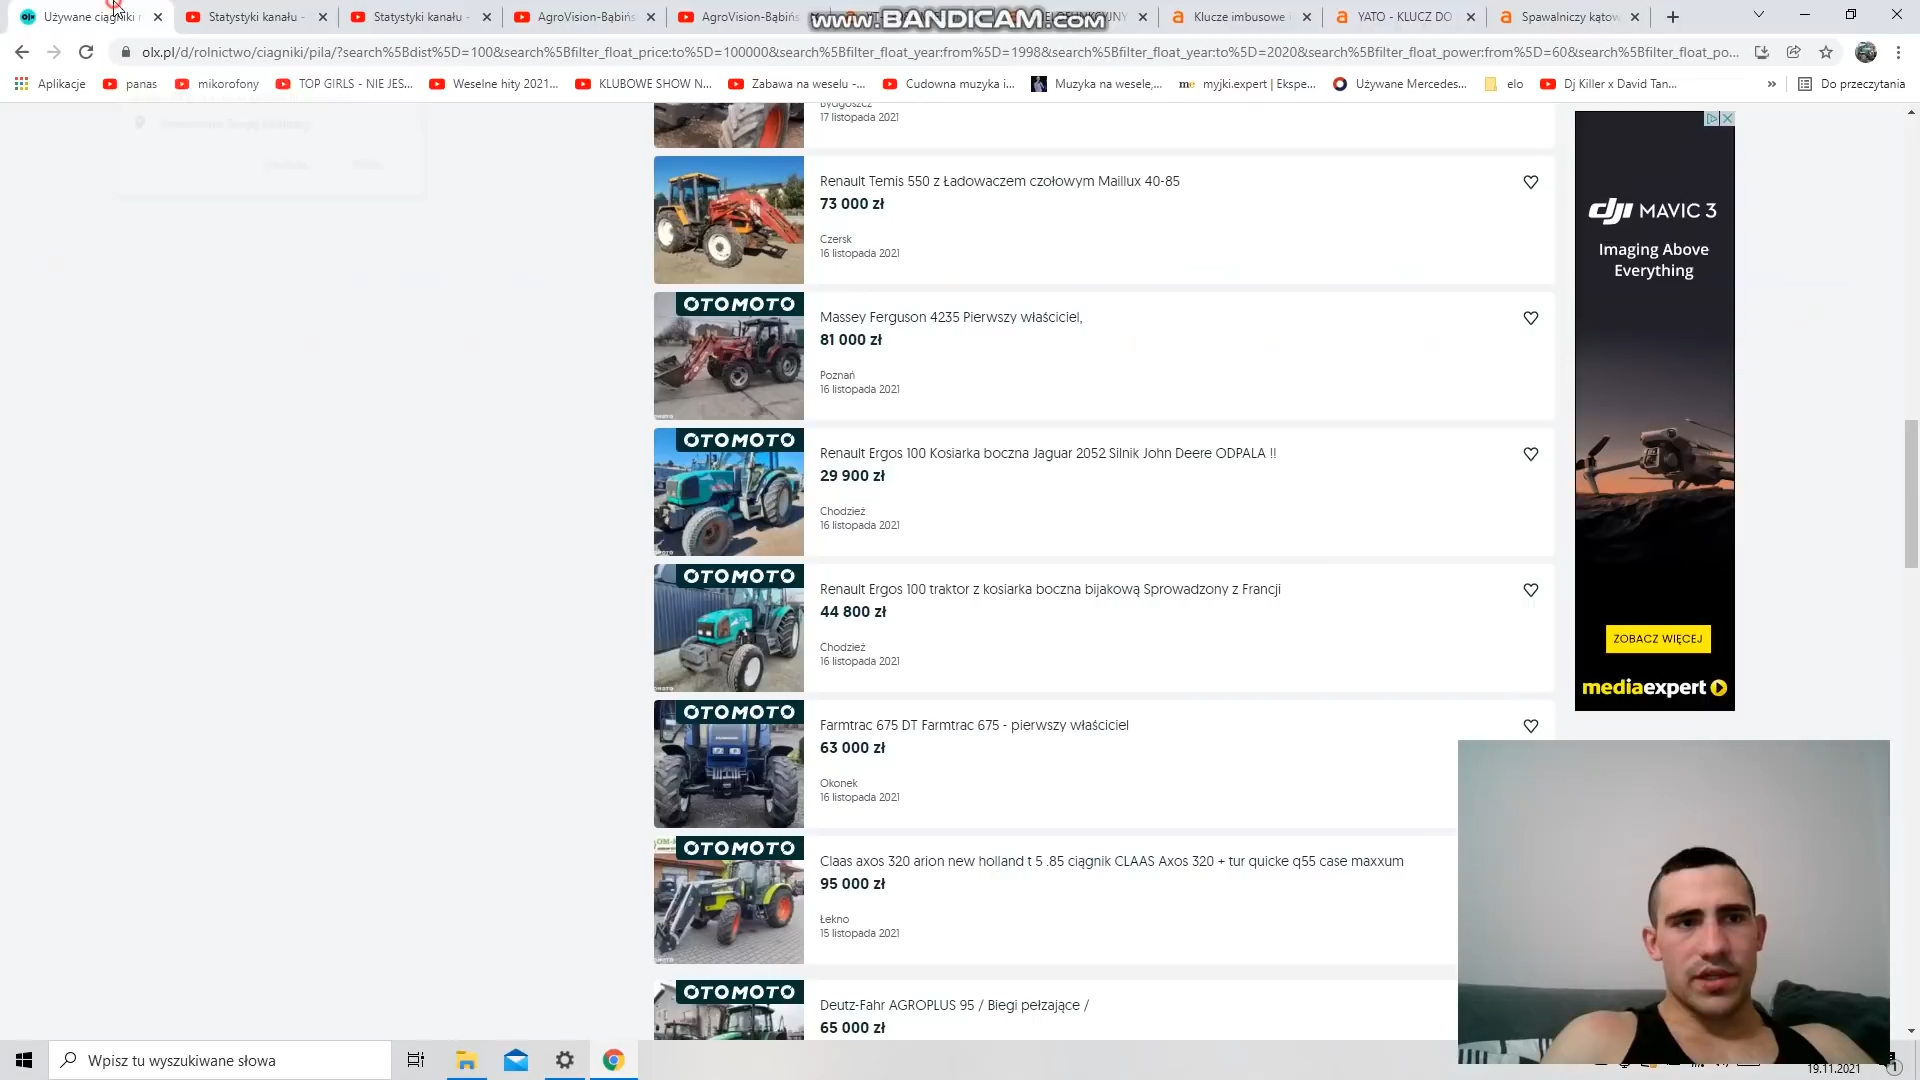 Używane ciągniki r
Statystyki kanału -
Statystyki kanału -
AgroVision-Bąbińs
AgroVision-Bąbińs
www.BANDICAM.com
Klucze imbusowe
YATO - KLUCZ DO
Spawalniczy kątow
olx.pl/d/rolnictwo/ciagniki/pila/?search%5Bdist%5D=100&search%5Bfilter_float_price:to%5D=100000&search%5Bfilter_float_year:from%5D=1998&search%5Bfilter_float_year:to%5D=2020&search%5Bfilter_float_power:from%5D=60&search%5Bfilter_float_po...
Aplikacje
panas
mikorofony
TOP GIRLS - NIE JES...
Weselne hity 2021...
KLUBOWE SHOW N...
Zabawa na weselu -...
Cudowna muzyka i...
Muzyka na wesele,...
myjki.expert | Ekspe...
Używane Mercedes...
elo
Dj Killer x David Tan...
»
Do przeczytania
Bydgoszcz
17 listopada 2021
Renault Temis 550 z Ładowaczem czołowym Maillux 40-85
73 000 zł
Czersk
16 listopada 2021
OTOMOTO
Massey Ferguson 4235 Pierwszy właściciel,
81 000 zł
Poznań
16 listopada 2021
OTOMOTO
Renault Ergos 100 Kosiarka boczna Jaguar 2052 Silnik John Deere ODPALA !!
29 900 zł
Chodzież
16 listopada 2021
OTOMOTO
Renault Ergos 100 traktor z kosiarka boczna bijakową Sprowadzony z Francji
44 800 zł
Chodzież
16 listopada 2021
OTOMOTO
Farmtrac 675 DT Farmtrac 675 - pierwszy właściciel
63 000 zł
Okonek
16 listopada 2021
OTOMOTO
Claas axos 320 arion new holland t 5 .85 ciągnik CLAAS Axos 320 + tur quicke q55 case maxxum
95 000 zł
Łekno
15 listopada 2021
OTOMOTO
Deutz-Fahr AGROPLUS 95 / Biegi pełzające /
65 000 zł
dji MAVIC 3
Imaging Above
Everything
ZOBACZ WIĘCEJ
mediaexpert
Wpisz tu wyszukiwane słowa
19.11.2021
1